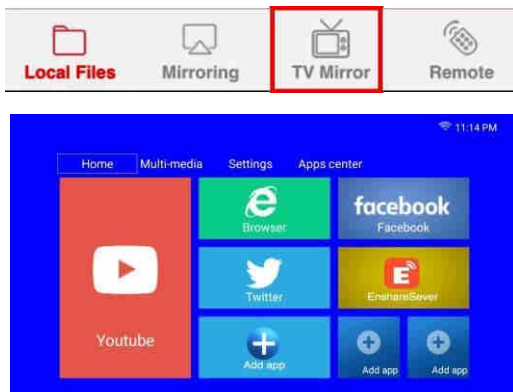 Local Files Mirroring TV Mirror Remote
11:14 PM
Home Multi-media Settings Apps center
facebook
Browser Facebook
E
Twitter EnshareSever
Youtube
Add app Add app Add app